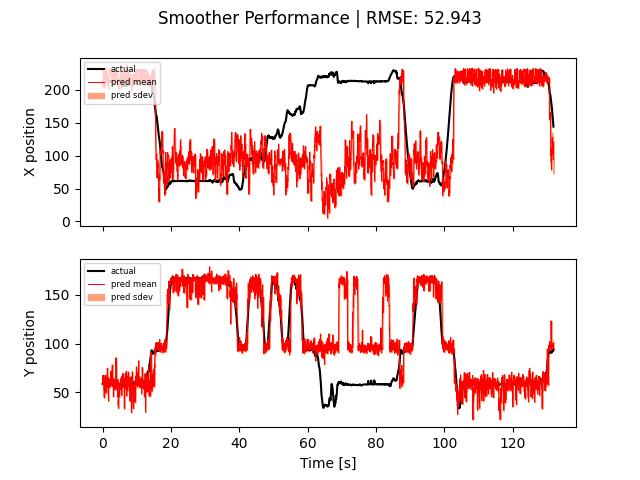 Smoother Performance | RMSE: 52.943
actual
pred mean
pred sdev
X position
200
150
100
50
0
actual
pred mean
pred sdev
Y position
150
100
50
0 20 40 60 80 100 120
Time [s]